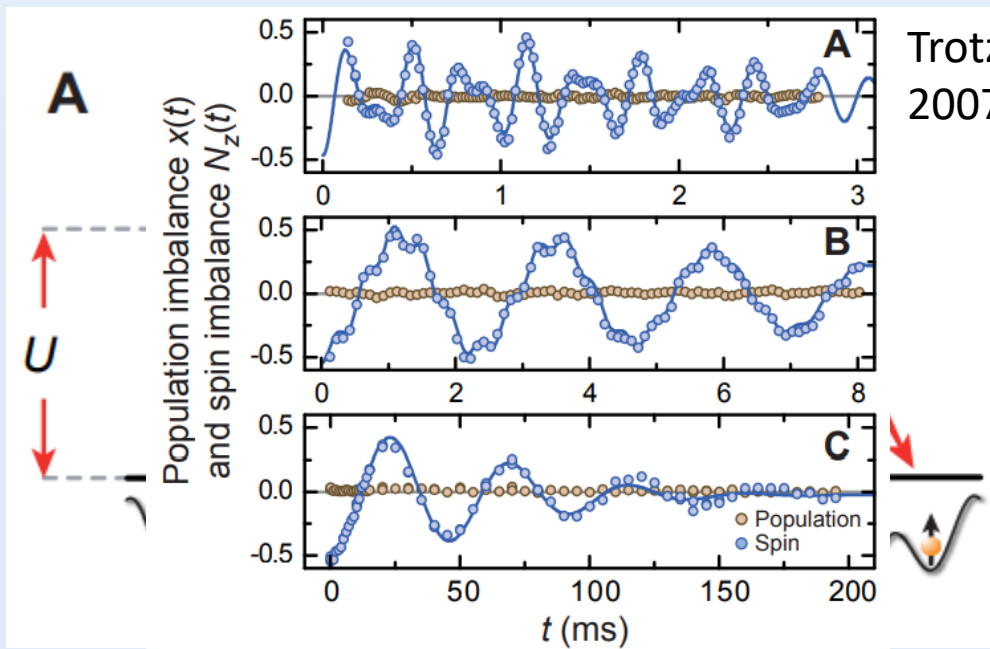 A
U
Population imbalance x(t)
and spin imbalance N_z(t)
0.5
0.0
-0.5
A
0 1 2 3
0.5
0.0
-0.5
B
0 2 4 6 8
0.5
0.0
-0.5
C
Population
Spin
0 50 100 150 200
t (ms)
2007